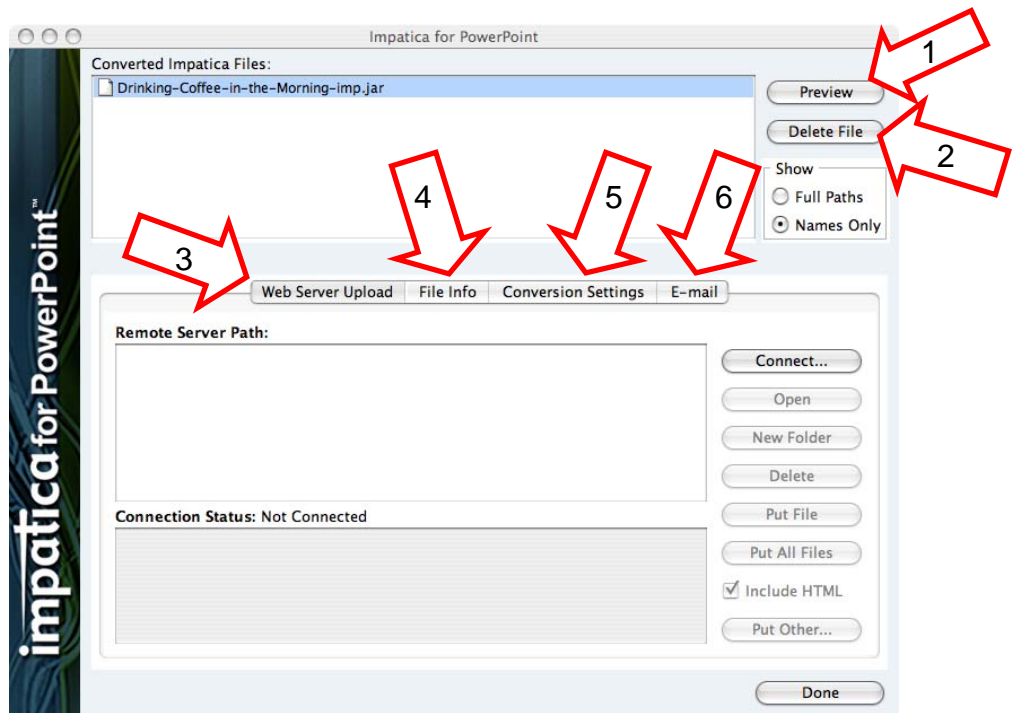 Impatica for PowerPoint
1
Converted Impatica Files:
Drinking-Coffee-in-the-Morning-imp.jar
Preview
Delete File
2
Show
Full Paths
Names Only
4
5
6
3
Web Server Upload File Info Conversion Settings E-mail
Remote Server Path:
Connect...
Open
New Folder
Delete
Connection Status: Not Connected
Put File
Put All Files
Include HTML
Put Other...
Done
impatica for PowerPoint™